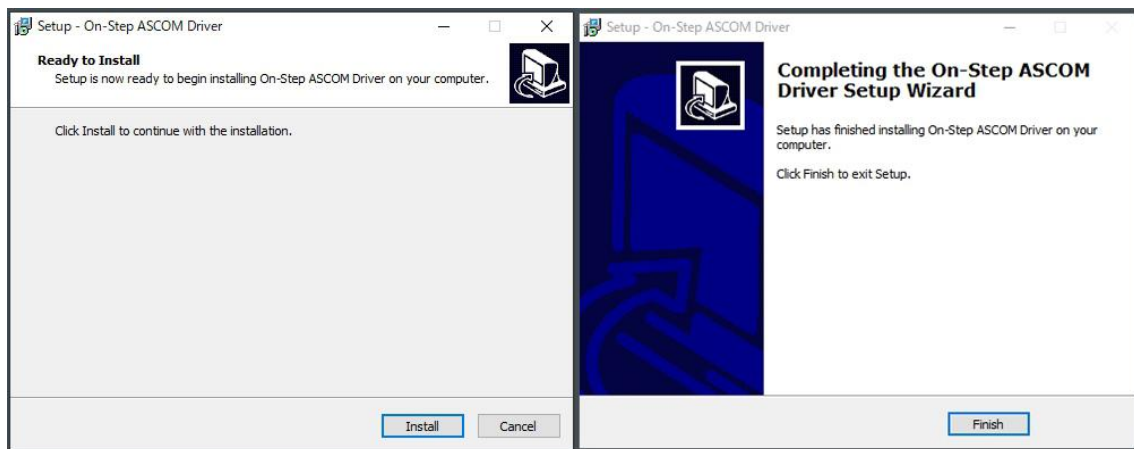 Setup - On-Step ASCOM Driver
Ready to Install
Setup is now ready to begin installing On-Step ASCOM Driver on your computer.
Click Install to continue with the installation.
Install
Cancel
Setup - On-Step ASCOM Driver
Completing the On-Step ASCOM
Driver Setup Wizard
Setup has finished installing On-Step ASCOM Driver on your
computer.
Click Finish to exit Setup.
Finish